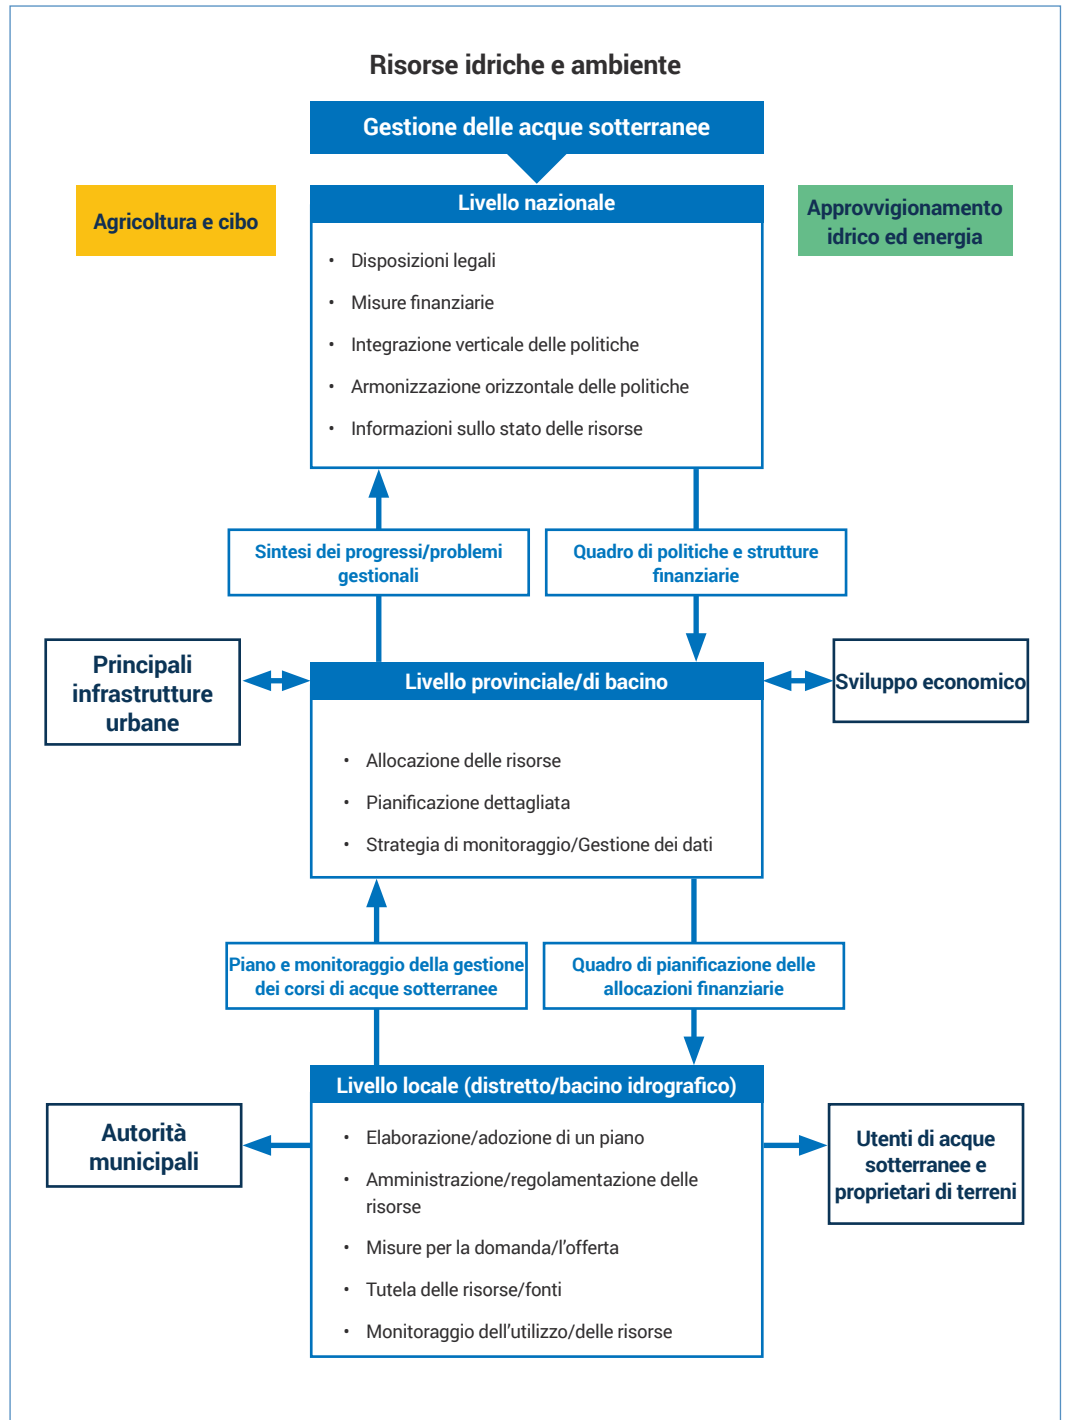 Risorse idriche e ambiente
Gestione delle acque sotterranee
Agricoltura e cibo
Livello nazionale
Approvvigionamento
idrico ed energia
• Disposizioni legali
• Misure finanziarie
• Integrazione verticale delle politiche
• Armonizzazione orizzontale delle politiche
• Informazioni sullo stato delle risorse
Sintesi dei progressi/problemi
gestionali
Quadro di politiche e strutture
finanziarie
Principali
infrastrutture
urbane
Livello provinciale/di bacino
Sviluppo economico
• Allocazione delle risorse
• Pianificazione dettagliata
• Strategia di monitoraggio/Gestione dei dati
Piano e monitoraggio della gestione
dei corsi di acque sotterranee
Quadro di pianificazione delle
allocazioni finanziarie
Livello locale (distretto/bacino idrografico)
Autorità
municipali
• Elaborazione/adozione di un piano
• Amministrazione/regolamentazione delle
risorse
• Misure per la domanda/l'offerta
• Tutela delle risorse/fonti
• Monitoraggio dell'utilizzo/delle risorse
Utenti di acque
sotterranee e
proprietari di terreni